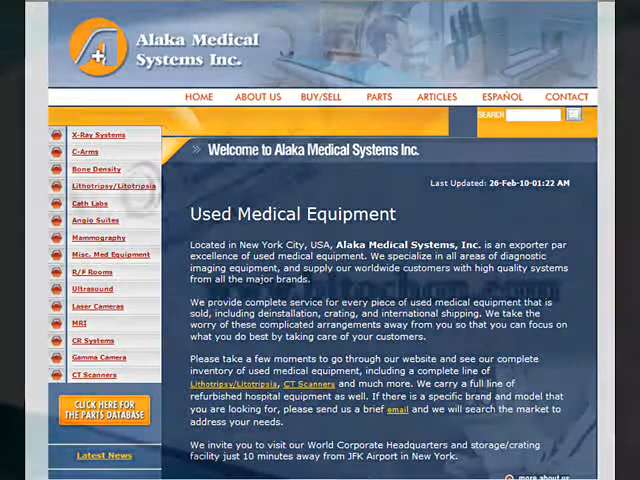 Alaka Medical
Systems Inc.
HOME ABOUT US BUY/SELL PARTS ARTICLES ESPAÑOL CONTACT
SEARCH GO
X-Ray Systems
C-Arms
Bone Density
Lithotripsy/Litotripsia
Cath Labs
Angio Suites
Mammography
Misc. Med Equipment
R/F Rooms
Ultrasound
Laser Cameras
MRI
CR Systems
Gamma Camera
CT Scanners
CLICK HERE FOR
THE PARTS DATABASE
Latest News
Welcome to Alaka Medical Systems Inc.
Last Updated: 26-Feb-10-01:22 AM
Used Medical Equipment
Located in New York City, USA, Alaka Medical Systems, Inc. is an exporter par
excellence of used medical equipment. We specialize in all areas of diagnostic
imaging equipment, and supply our worldwide customers with high quality systems
from all the major brands.
We provide complete service for every piece of used medical equipment that is
sold, including deinstallation, crating, and international shipping. We take the
worry of these complicated arrangements away from you so that you can focus on
what you do best by taking care of your customers.
Please take a few moments to go through our website and see our complete
inventory of used medical equipment, including a complete line of
Lithotripsy/Litotripsia, CT Scanners and much more. We carry a full line of
refurbished hospital equipment as well. If there is a specific brand and model that
you are looking for, please send us a brief email and we will search the market to
address your needs.
We invite you to visit our World Corporate Headquarters and storage/crating
facility just 10 minutes away from JFK Airport in New York.
more about us